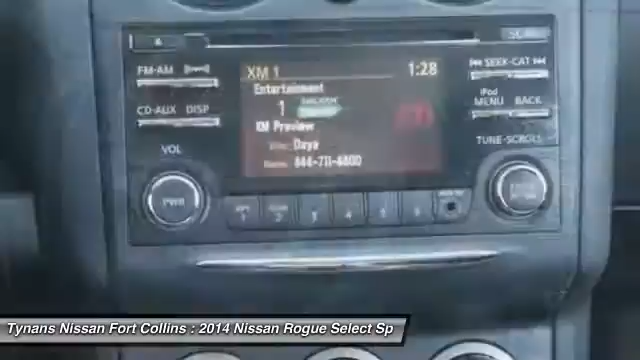 SCAN
FM-AM
SEEK-CAT
XM 1 1:28
Entertainment
CD-AUX DISP
iPod
MENU BACK
1
XM Preview
TUNE-SCROLL
VOL
Days
844-711-4800
PWR
1 2 3 4 5 6
Tynans Nissan Fort Collins : 2014 Nissan Rogue Select Sp